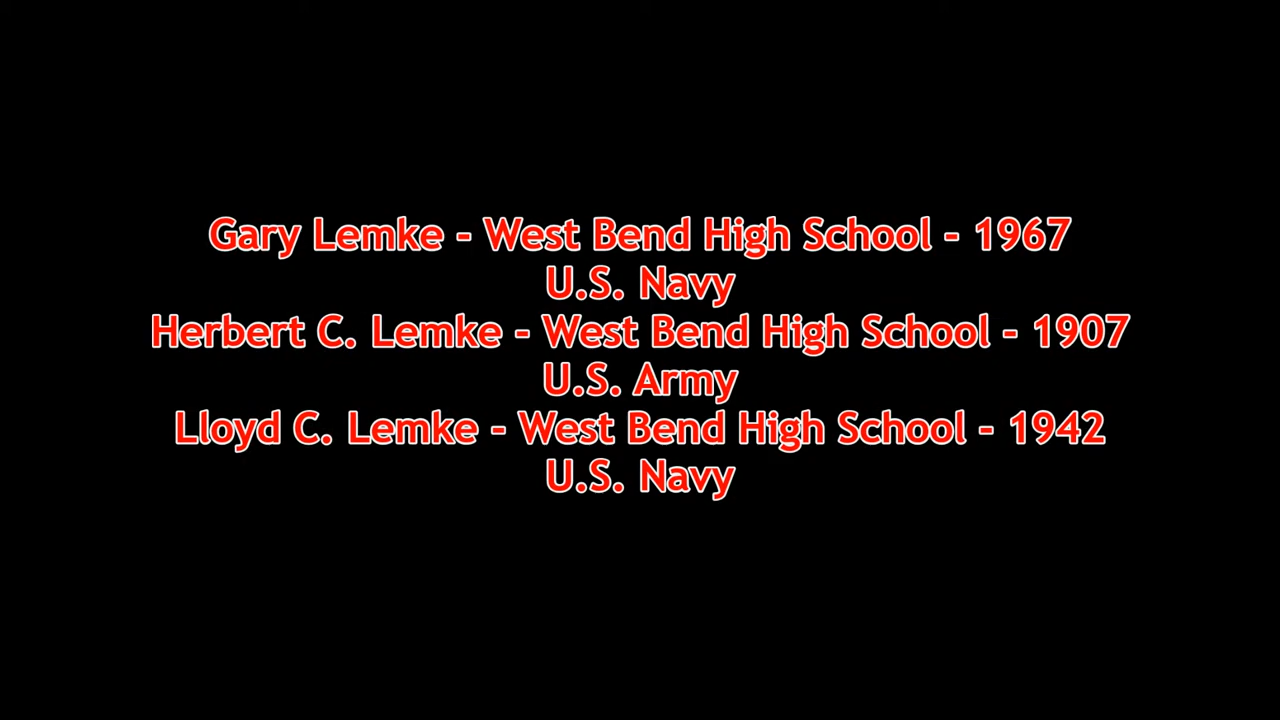 Gary Lemke - West Bend High School - 1967
U.S. Navy
Herbert C. Lemke - West Bend High School - 1907
U.S. Army
Lloyd C. Lemke - West Bend High School - 1942
U.S. Navy